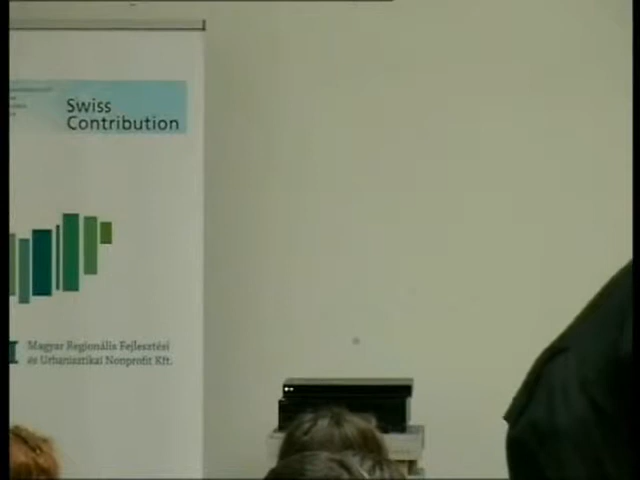 Swiss
Contribution
Magyar Regionális Fejlesztési
és Urbanisztikai Nonprofit Kft.